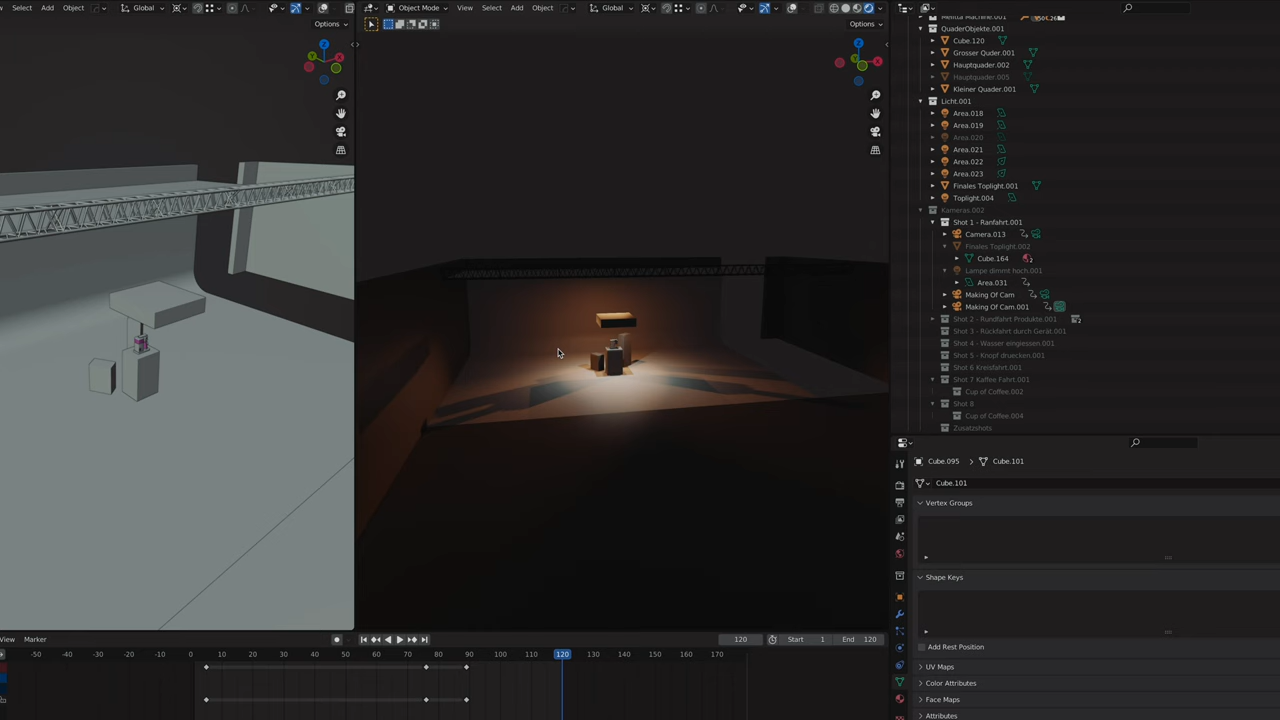 Select Add Object Global
Options
Object Mode View Select Add Object Global
Options
QuaderObjekte.001
Cube.120
Grosser Quder.001
Hauptquader.002
Hauptquader.005
Kleiner Quader.001
Licht.001
Area.018
Area.019
Area.020
Area.021
Area.022
Area.023
Finales Toplight.001
Toplight.004
Kameras.002
Shot 1 - Ranfahrt.001
Camera.013
Finales Toplight.002
Cube.164
Lampe dimmt hoch.001
Area.031
Making Of Cam
Making Of Cam.001
Shot 2 - Rundfahrt Produkte.001
Shot 3 - Rückfahrt durch Gerät.001
Shot 4 - Wasser eingiessen.001
Shot 5 - Knopf druecken.001
Shot 6 Kreisfahrt.001
Shot 7 Kaffee Fahrt.001
Cup of Coffee.002
Shot 8
Cup of Coffee.004
Zusatzshots
Cube.095 Cube.101
Cube.101
Vertex Groups
Shape Keys
Add Rest Position
UV Maps
Color Attributes
Face Maps
Attributes
View Marker
120 Start 1 End 120
-50 -40 -30 -20 -10 0 10 20 30 40 50 60 70 80 90 100 110 120 130 140 150 160 170